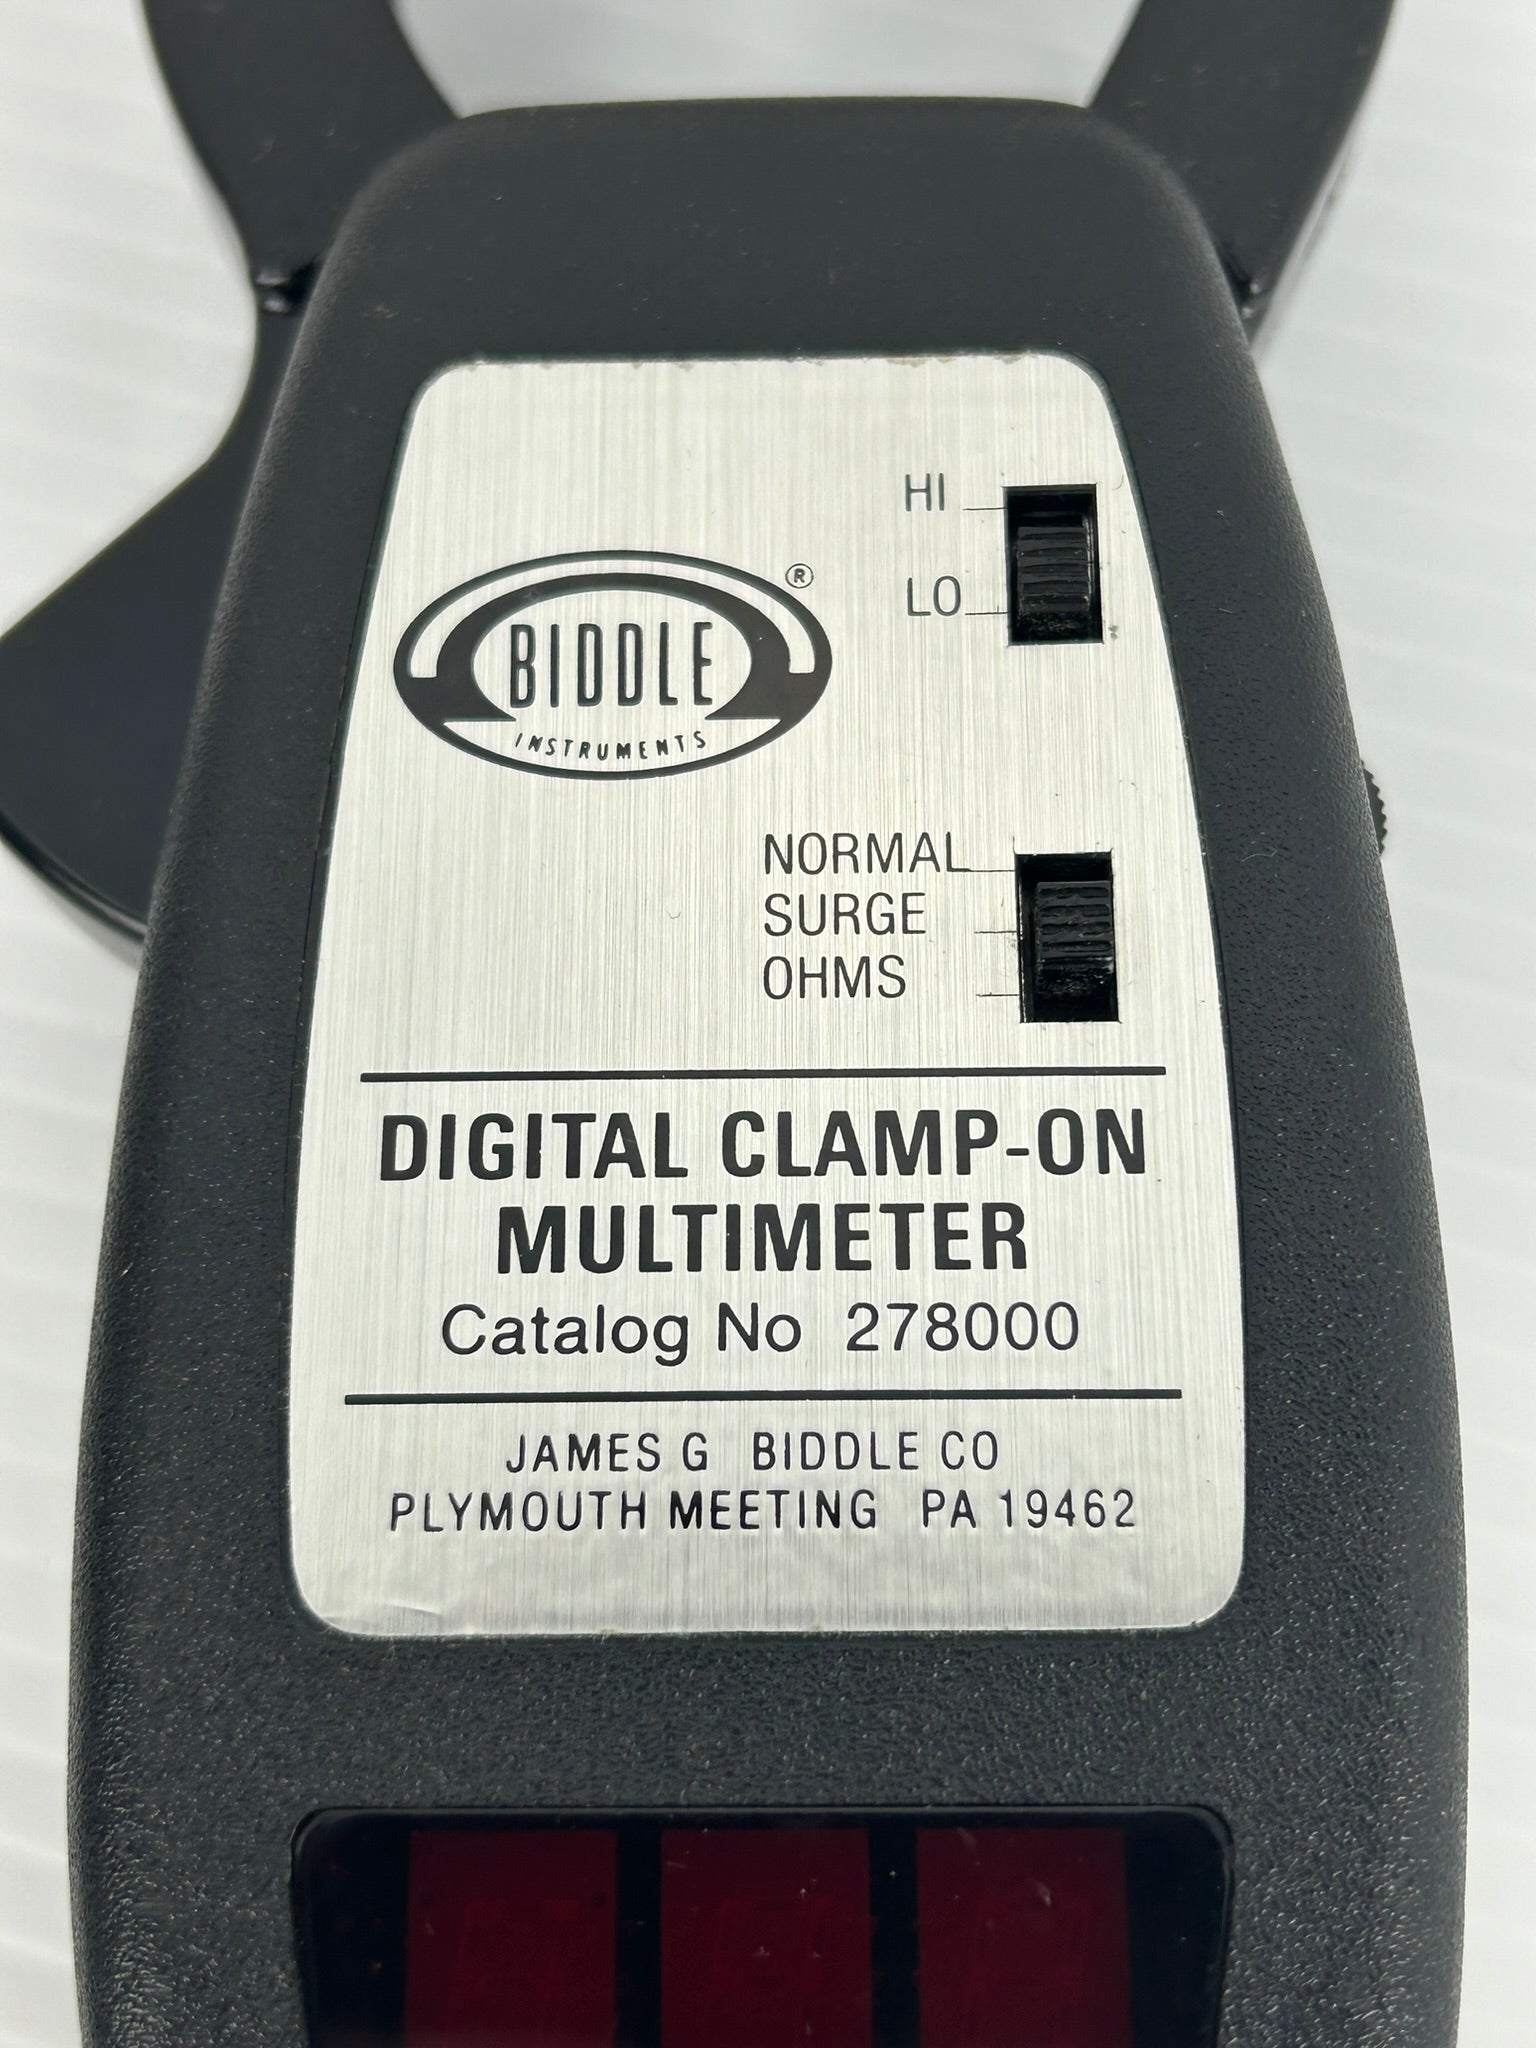 HI
LO
BIDDLE ®
INSTRUMENTS
NORMAL
SURGE
OHMS
DIGITAL CLAMP-ON
MULTIMETER
Catalog No 278000
JAMES G BIDDLE CO
PLYMOUTH MEETING PA 19462